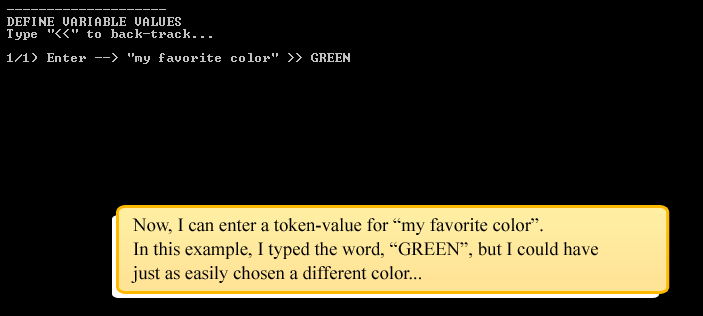 --------------------
DEFINE VARIABLE VALUES
Type "<<" to back-track...
1/1) Enter --> "my favorite color" >> GREEN
Now, I can enter a token-value for “my favorite color”.
In this example, I typed the word, “GREEN”, but I could have
just as easily chosen a different color...